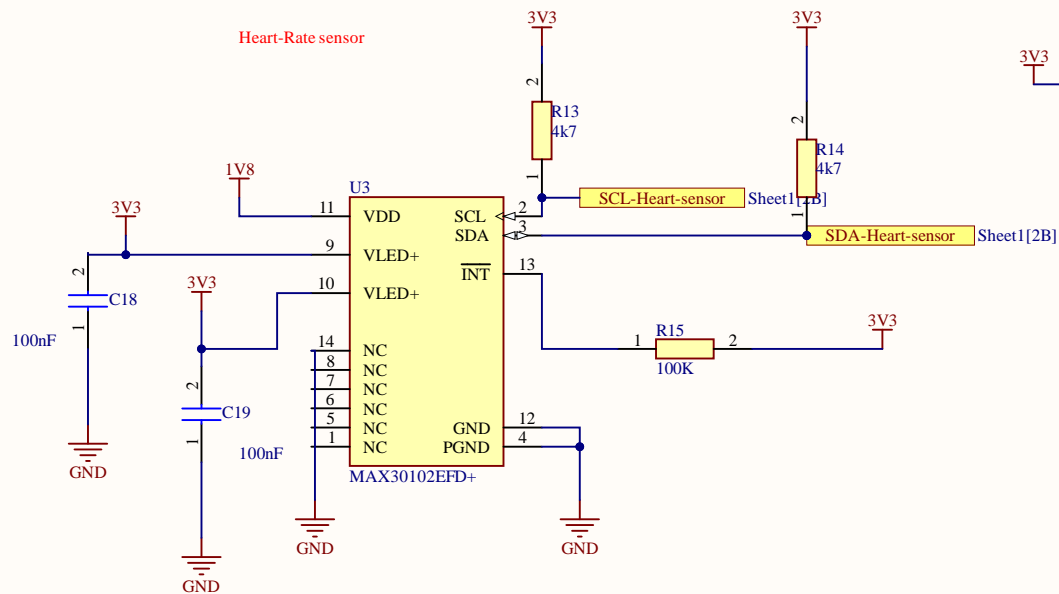 Heart-Rate sensor
3V3
3V3
3V3
2
R13
4k7
1
2
R14
4k7
1
1V8
U3
SCL-Heart-sensor
Sheet1[2B]
SDA-Heart-sensor
Sheet1[2B]
3V3
11
VDD
SCL
2
SDA
3
9
VLED+
INT
13
3V3
10
VLED+
2
C18
1
100nF
R15
1
2
100K
3V3
14
NC
8
NC
7
NC
6
NC
5
NC
1
NC
GND
12
PGND
4
2
C19
1
100nF
MAX30102EFD+
GND
GND
GND
GND